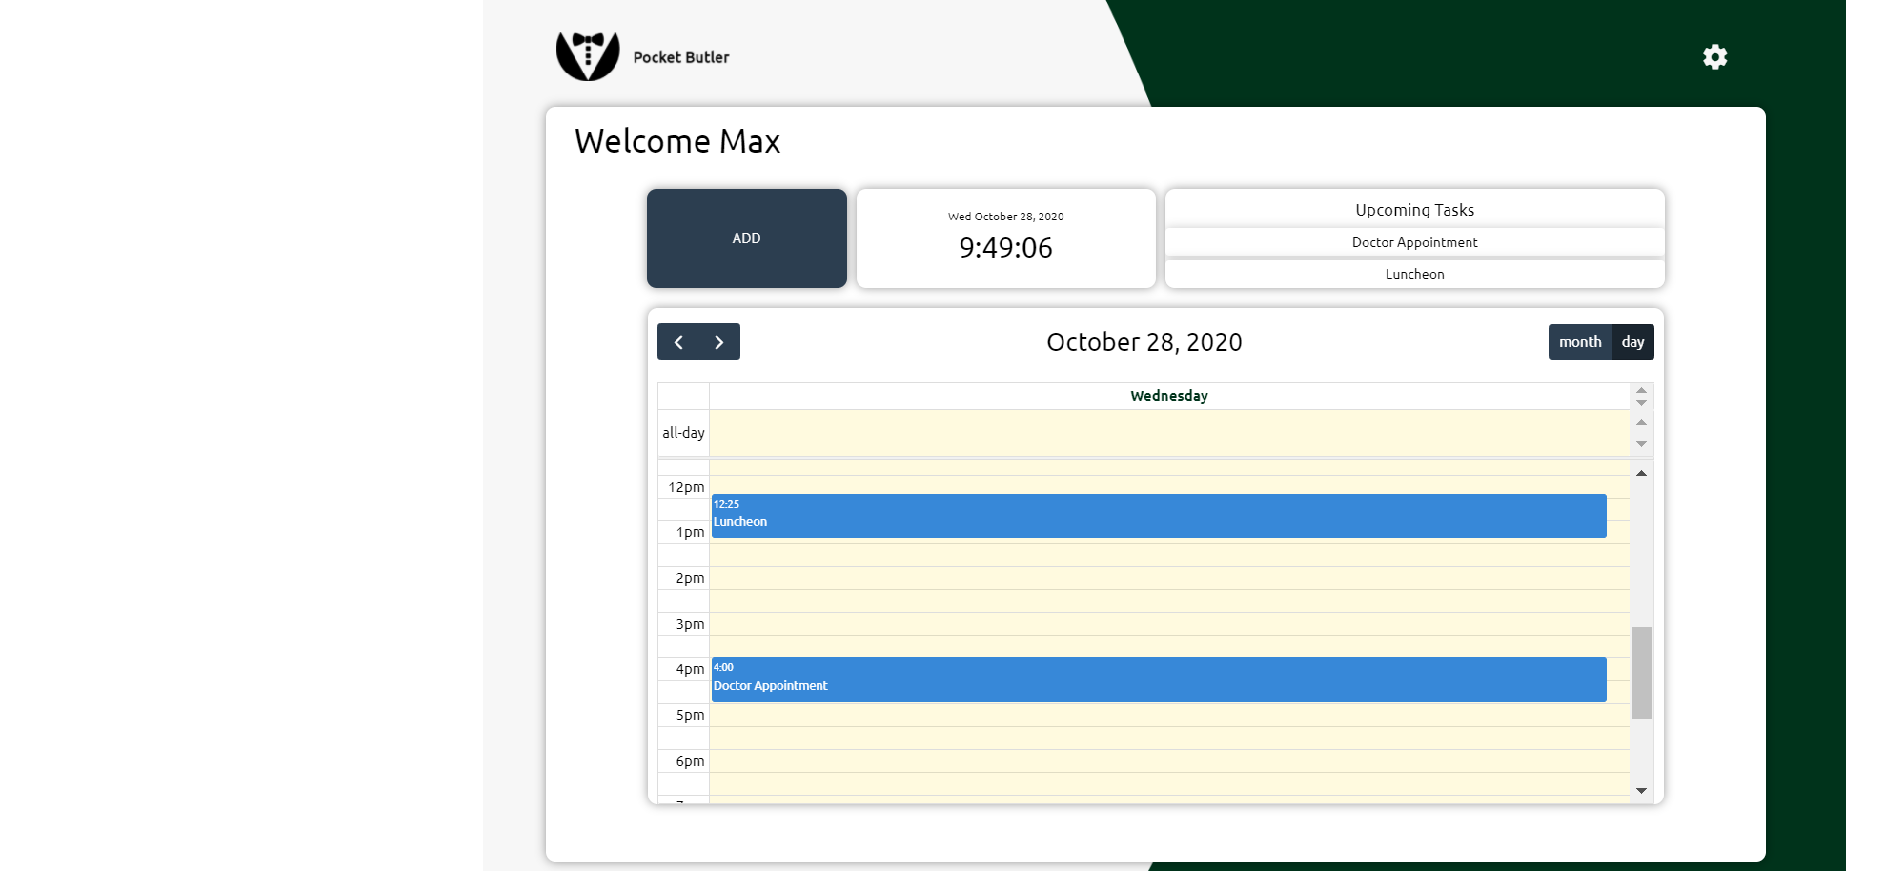 Pocket Butler
Welcome Max
ADD
Wed October 28, 2020
9:49:06
Upcoming Tasks
Doctor Appointment
Luncheon
October 28, 2020
month
day
Wednesday
all-day
12pm
12:25
Luncheon
1pm
2pm
3pm
4pm
4:00
Doctor Appointment
5pm
6pm